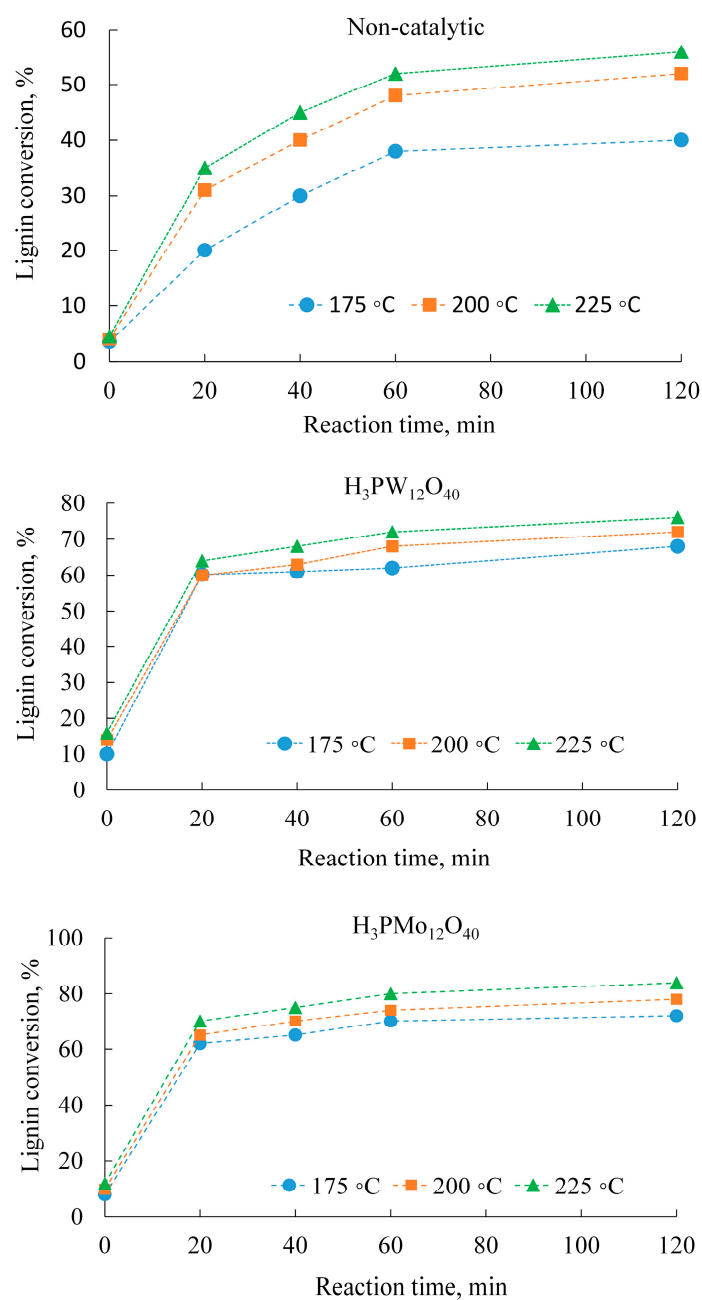 Non-catalytic
Lignin conversion, %
60
50
40
30
20
10
0
175 ◦C 200 ◦C 225 ◦C
0 20 40 60 80 100 120
Reaction time, min
H₃PW₁₂O₄₀
Lignin conversion, %
80
70
60
50
40
30
20
10
0
175 ◦C 200 ◦C 225 ◦C
0 20 40 60 80 100 120
Reaction time, min
H₃PMo₁₂O₄₀
Lignin conversion, %
100
80
60
40
20
0
175 ◦C 200 ◦C 225 ◦C
0 20 40 60 80 100 120
Reaction time, min